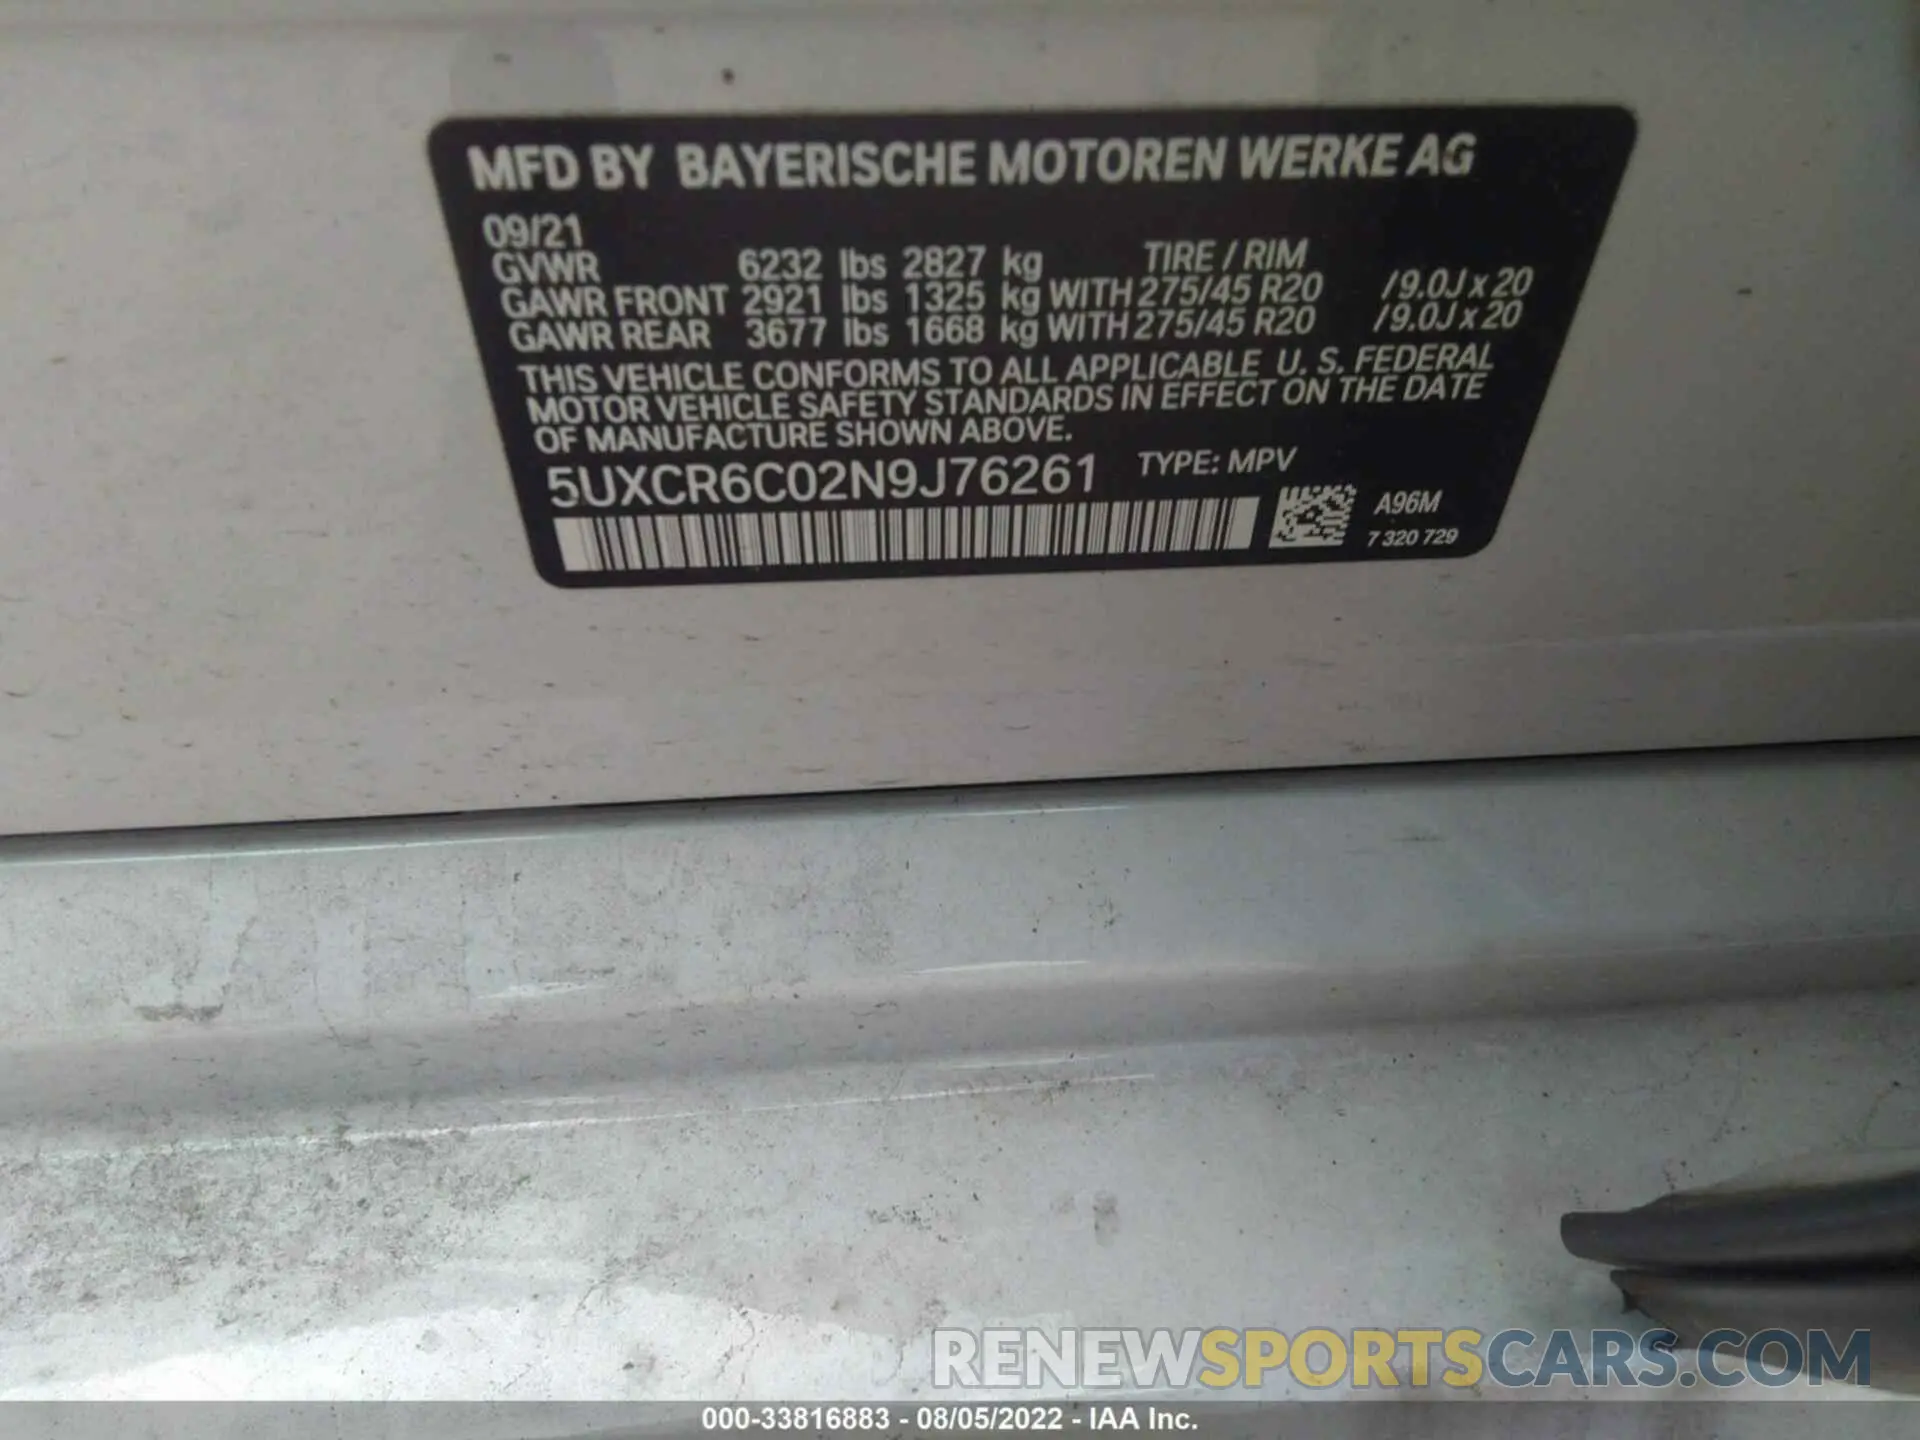 MFD BY BAYERISCHE MOTOREN WERKE AG
09/21
GVWR 6232 lbs 2827 kg TIRE / RIM
GAWR FRONT 2921 lbs 1325 kg WITH 275/45 R20 /9.0J x 20
GAWR REAR 3677 lbs 1668 kg WITH 275/45 R20 /9.0J x 20
THIS VEHICLE CONFORMS TO ALL APPLICABLE U. S. FEDERAL
MOTOR VEHICLE SAFETY STANDARDS IN EFFECT ON THE DATE
OF MANUFACTURE SHOWN ABOVE.
5UXCR6C02N9J76261 TYPE: MPV
A96M
7 320 729
RENEWSPORTSCARS.COM
000-33816883 - 08/05/2022 - IAA Inc.